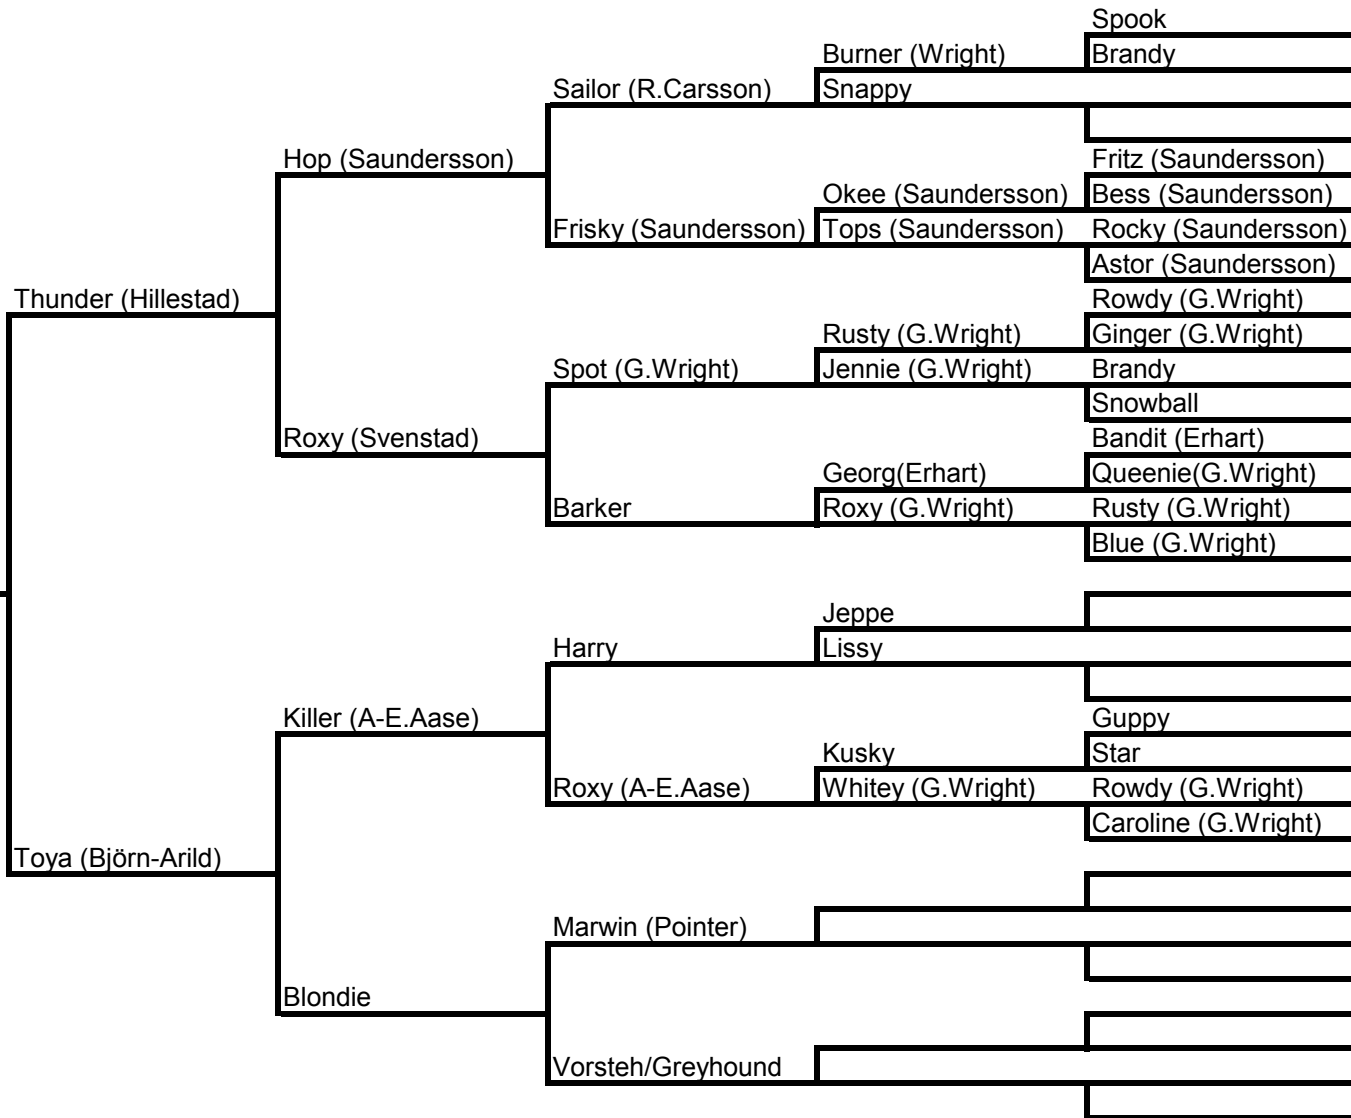 Spook
Burner (Wright) Brandy
Sailor (R.Carsson) Snappy
Hop (Saundersson) Fritz (Saundersson)
Okee (Saundersson) Bess (Saundersson)
Frisky (Saundersson) Tops (Saundersson) Rocky (Saundersson)
Astor (Saundersson)
Thunder (Hillestad) Rowdy (G.Wright)
Rusty (G.Wright) Ginger (G.Wright)
Spot (G.Wright) Jennie (G.Wright) Brandy
Snowball
Roxy (Svenstad) Bandit (Erhart)
Georg(Erhart) Queenie(G.Wright)
Barker Roxy (G.Wright) Rusty (G.Wright)
Blue (G.Wright)
Jeppe
Harry Lissy
Killer (A-E.Aase) Guppy
Kusky Star
Roxy (A-E.Aase) Whitey (G.Wright) Rowdy (G.Wright)
Caroline (G.Wright)
Toya (Björn-Arild)
Marwin (Pointer)
Blondie
Vorsteh/Greyhound